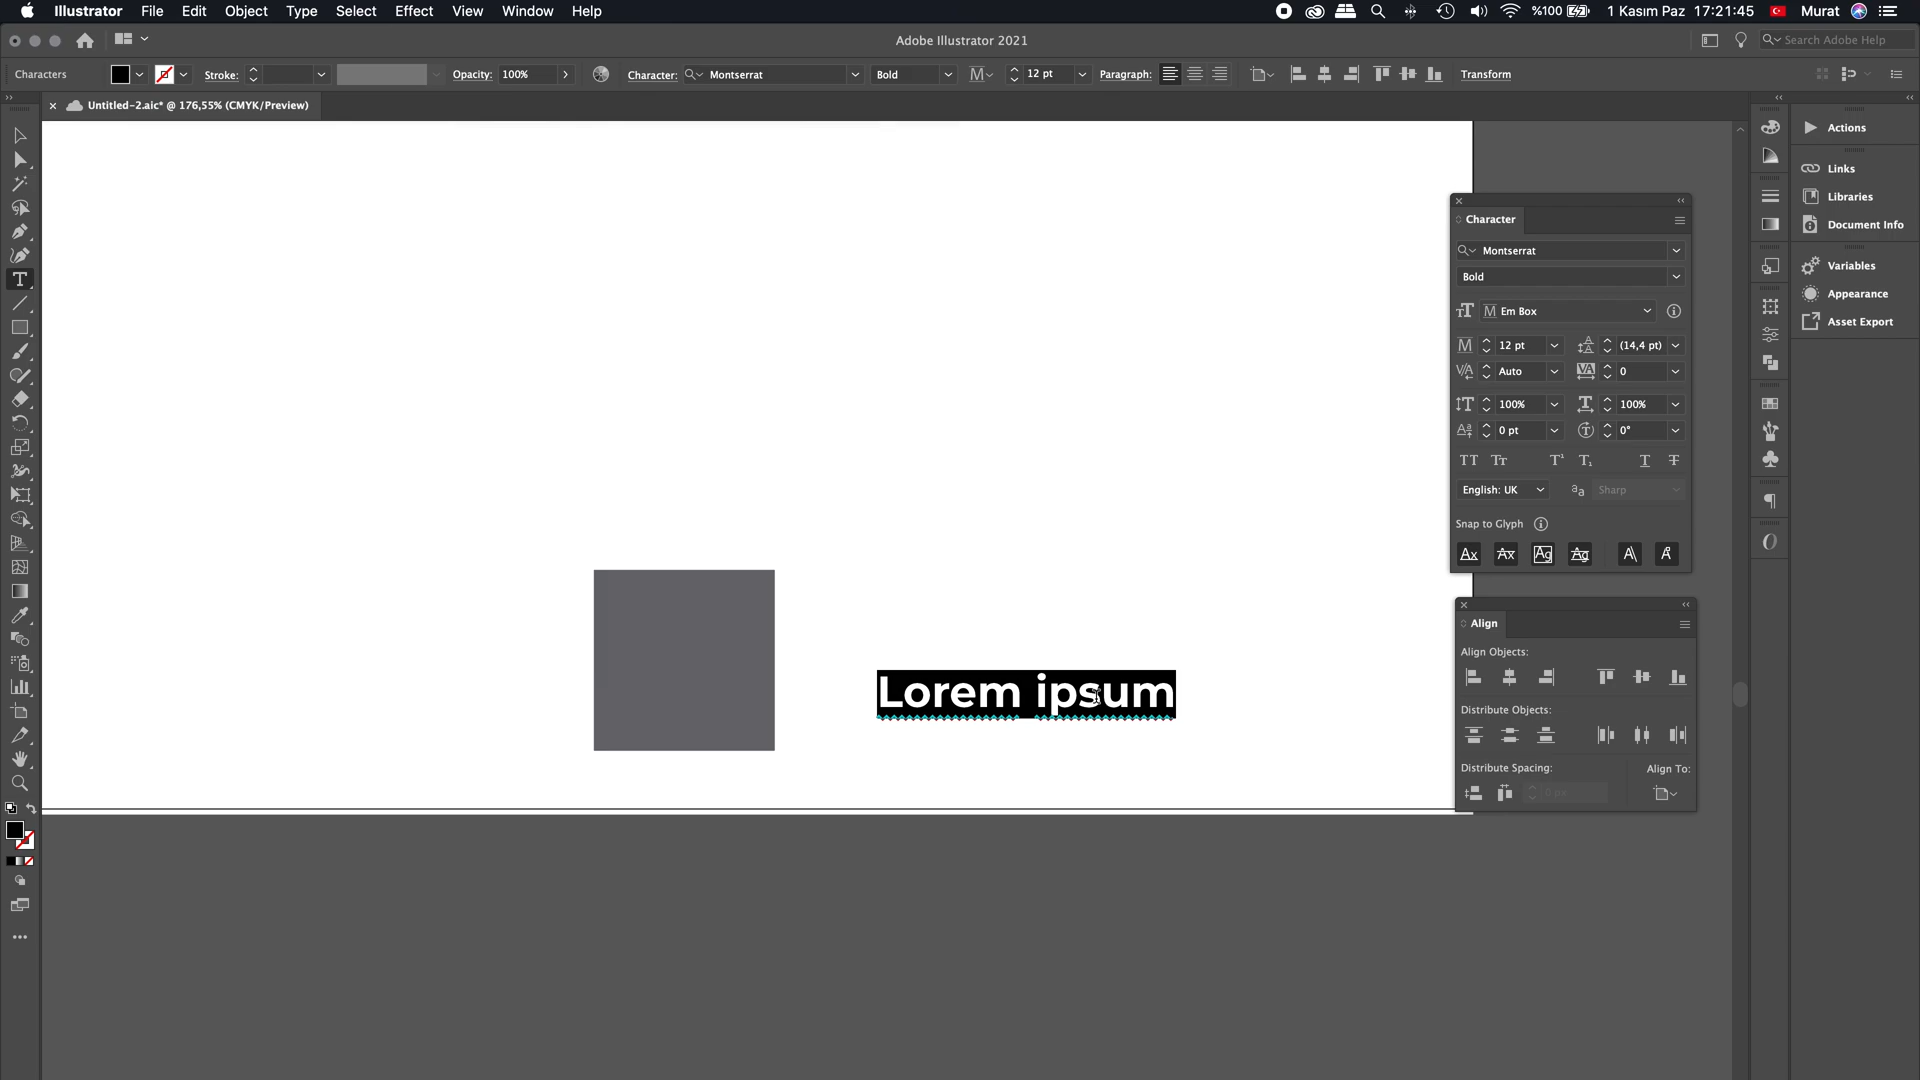 Illustrator File Edit Object Type Select Effect View Window Help %100 1 Kasım Paz 17:21:45 Murat
Adobe Illustrator 2021 Search Adobe Help
Characters Stroke: Opacity: 100% Character: Montserrat Bold 12 pt Paragraph: Transform
Untitled-2.aic* @ 176,55% (CMYK/Preview)
Actions
Links
Libraries
Document Info
Variables
Appearance
Asset Export
Character
Montserrat
Bold
Em Box
12 pt (14,4 pt)
Auto 0
100% 100%
0 pt 0°
English: UK Sharp
Snap to Glyph
Align
Align Objects:
Distribute Objects:
Distribute Spacing: Align To:
0 px
Lorem ipsum